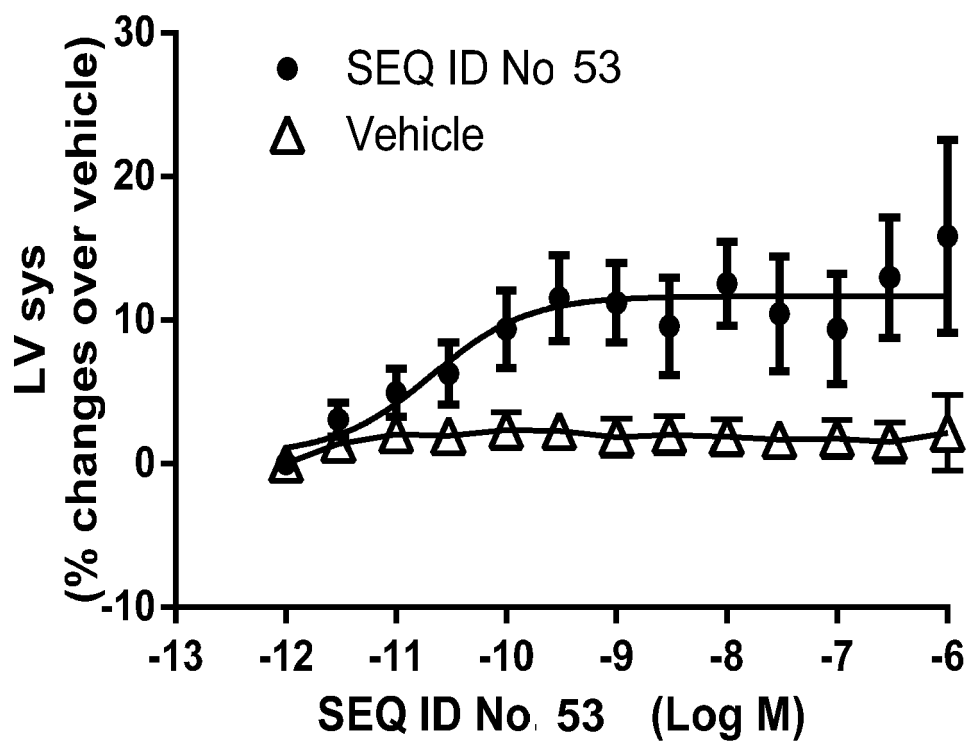 LV sys
(% changes over vehicle)
30
20
10
0
-10
SEQ ID No 53
Vehicle
-13 -12 -11 -10 -9 -8 -7 -6
SEQ ID No. 53 (Log M)